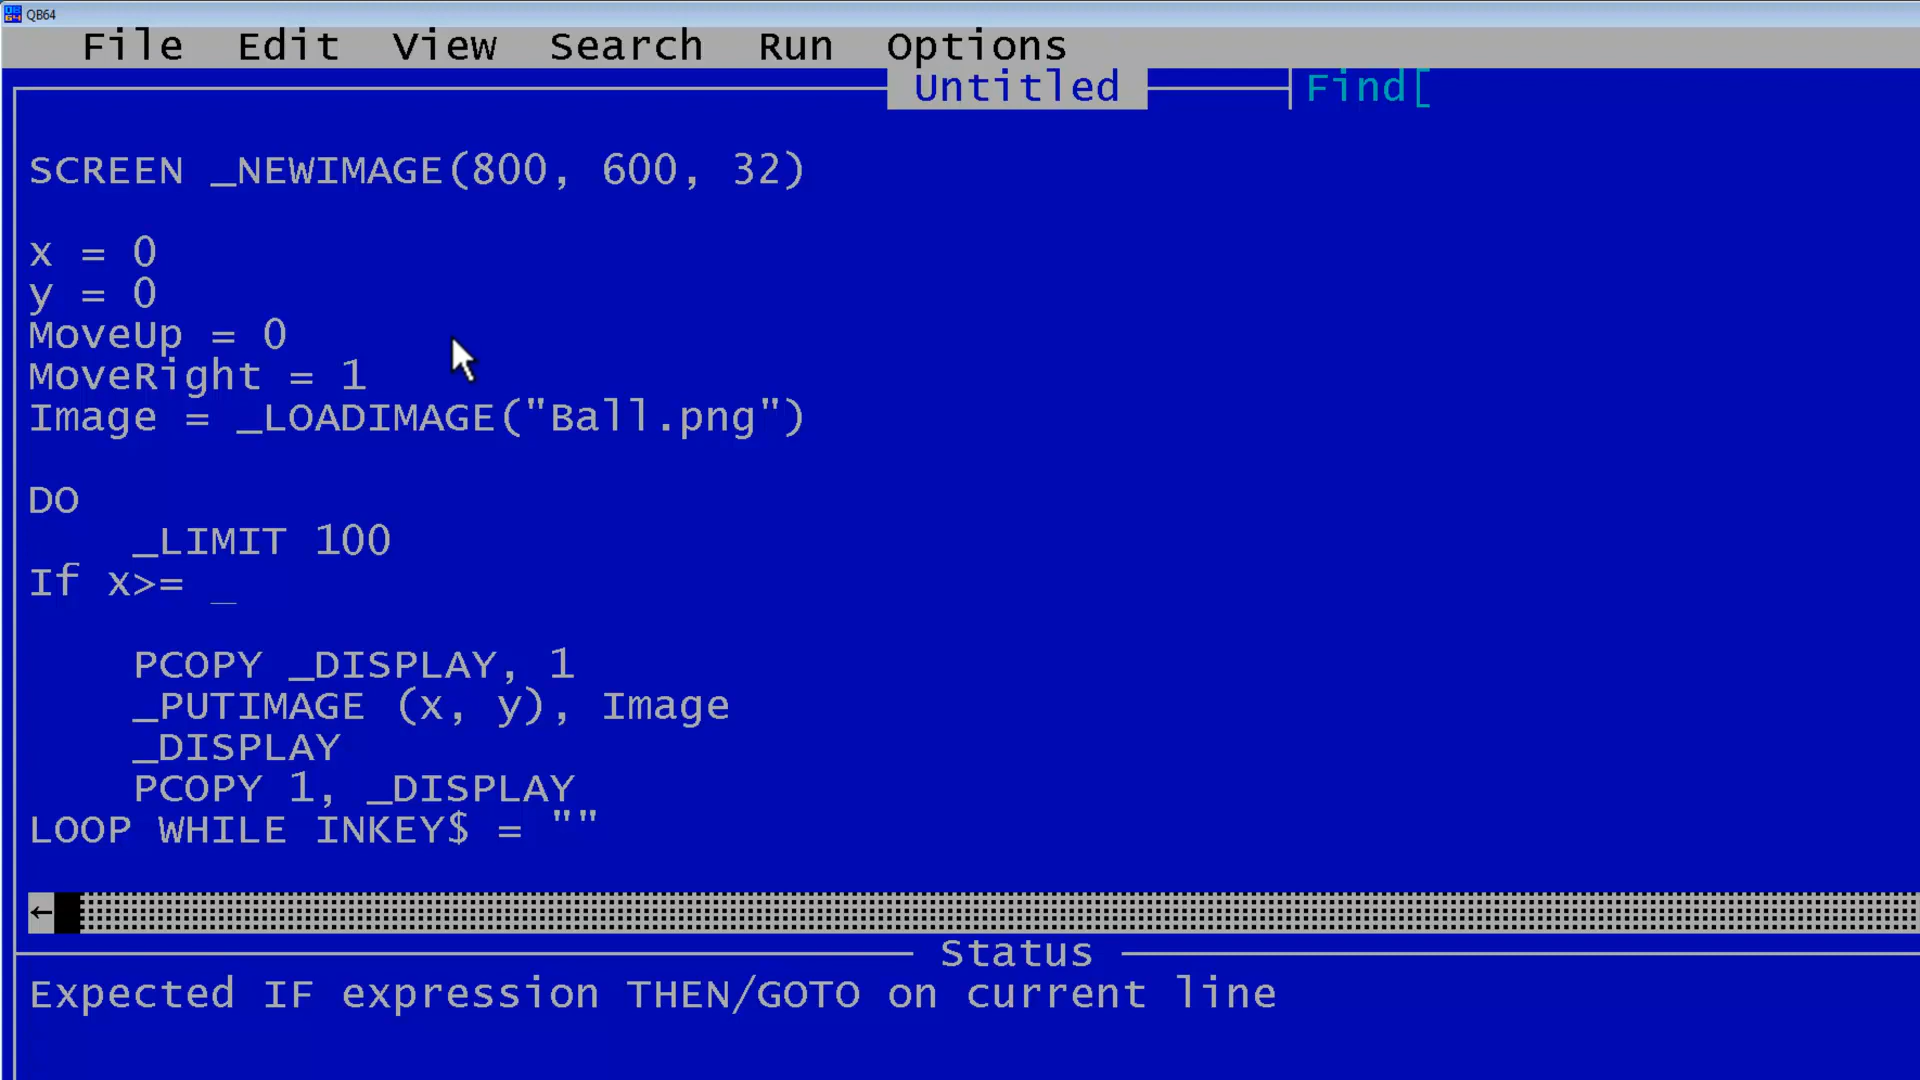 QB64
File Edit View Search Run Options
Untitled Find[
SCREEN _NEWIMAGE(800, 600, 32)
x = 0
y = 0
MoveUp = 0
MoveRight = 1
Image = _LOADIMAGE("Ball.png")
DO
_LIMIT 100
If x>= _
PCOPY _DISPLAY, 1
_PUTIMAGE (x, y), Image
_DISPLAY
PCOPY 1, _DISPLAY
LOOP WHILE INKEY$ = ""
←
Status
Expected IF expression THEN/GOTO on current line